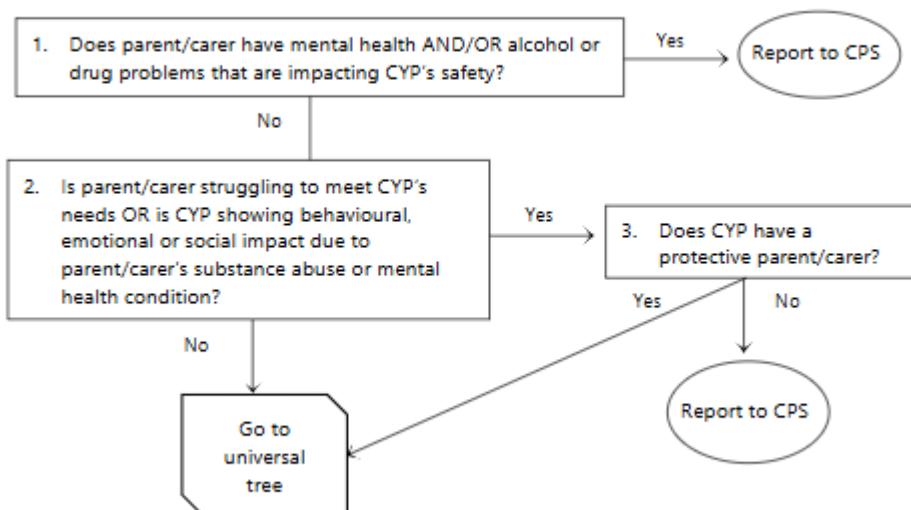 1. Does parent/carer have mental health AND/OR alcohol or
drug problems that are impacting CYP's safety?
Yes
Report to CPS
No
2. Is parent/carer struggling to meet CYP's
needs OR is CYP showing behavioural,
emotional or social impact due to
parent/carer's substance abuse or mental
health condition?
Yes
3. Does CYP have a
protective parent/carer?
Yes
No
No
Report to CPS
Go to
universal
tree